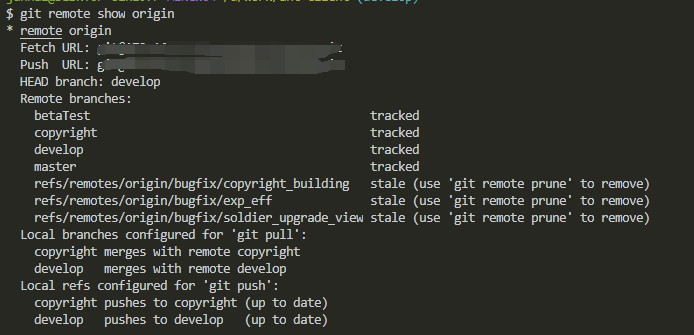 $ git remote show origin
* remote origin
  Fetch URL:
  Push  URL:
  HEAD branch: develop
  Remote branches:
    betaTest                                   tracked
    copyright                                  tracked
    develop                                    tracked
    master                                     tracked
    refs/remotes/origin/bugfix/copyright_building   stale (use 'git remote prune' to remove)
    refs/remotes/origin/bugfix/exp_eff              stale (use 'git remote prune' to remove)
    refs/remotes/origin/bugfix/soldier_upgrade_view stale (use 'git remote prune' to remove)
  Local branches configured for 'git pull':
    copyright merges with remote copyright
    develop   merges with remote develop
  Local refs configured for 'git push':
    copyright pushes to copyright (up to date)
    develop   pushes to develop   (up to date)